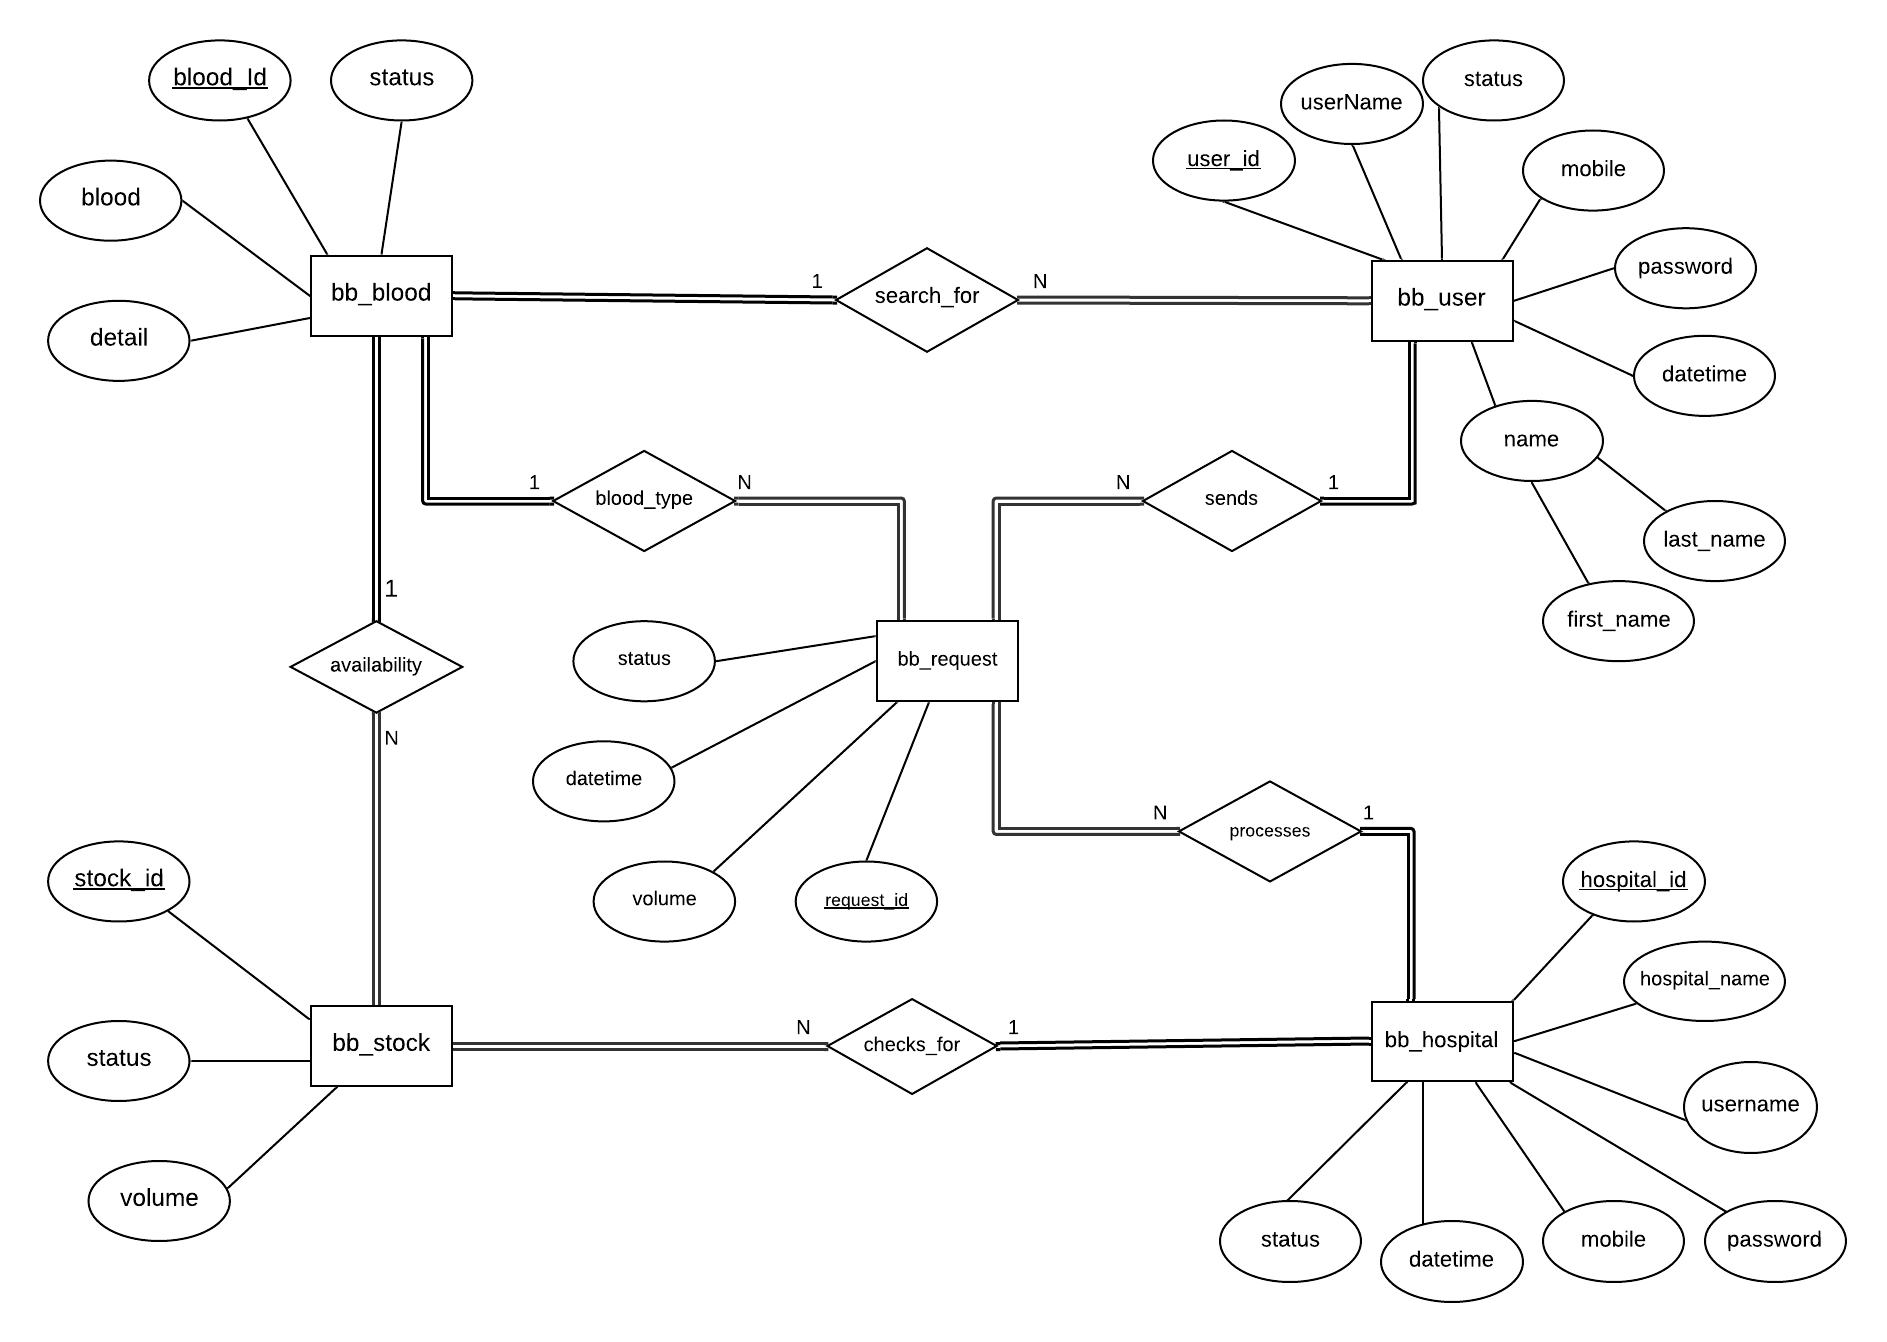 blood_Id
status
userName
status
user_id
mobile
blood
password
bb_blood
1
search_for
N
bb_user
detail
datetime
name
1
blood_type
N
N
sends
1
last_name
1
first_name
availability
status
bb_request
N
datetime
N
processes
1
stock_id
volume
request_id
hospital_id
hospital_name
bb_stock
N
checks_for
1
bb_hospital
status
username
volume
status
datetime
mobile
password